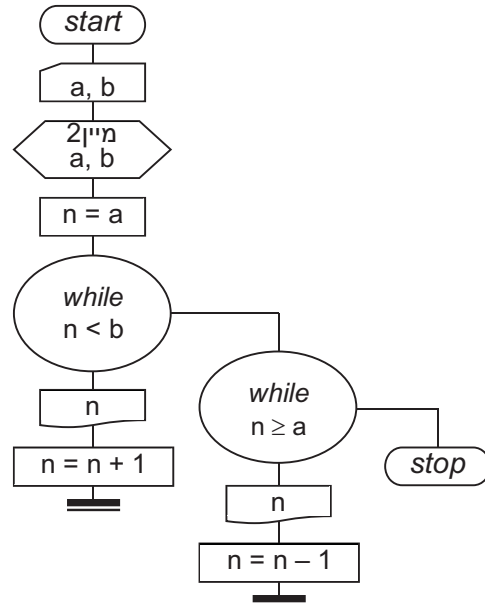 start
a, b
מיין2
a, b
n = a
while
n < b
n
n = n + 1
while
n ≥ a
n
n = n – 1
stop